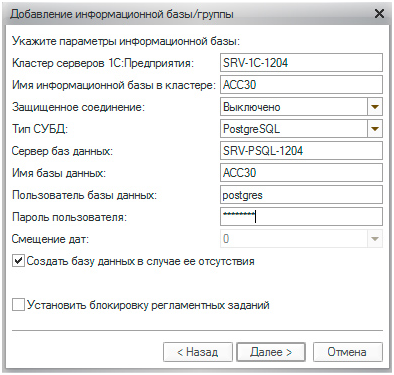 Добавление информационной базы/группы
Укажите параметры информационной базы:
Кластер серверов 1С:Предприятия: SRV-1C-1204
Имя информационной базы в кластере: ACC30
Защищенное соединение: Выключено
Тип СУБД: PostgreSQL
Сервер баз данных: SRV-PSQL-1204
Имя базы данных: ACC30
Пользователь базы данных: postgres
Пароль пользователя: ********
Смещение дат: 0
Создать базу данных в случае ее отсутствия
Установить блокировку регламентных заданий
< Назад Далее > Отмена